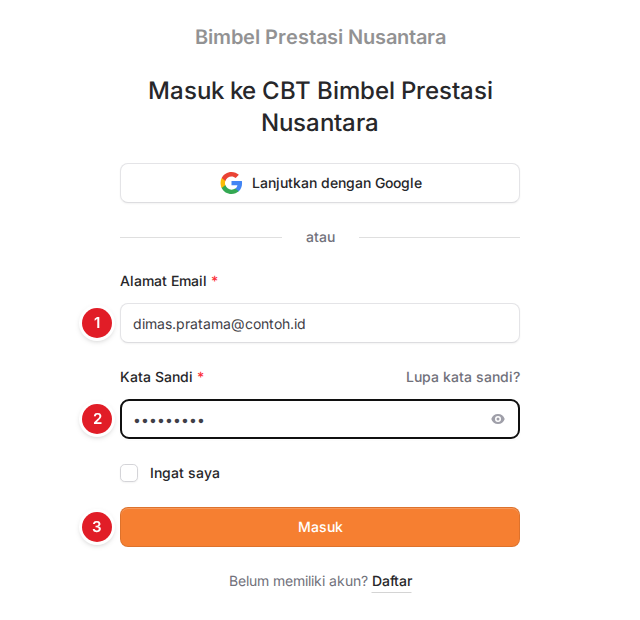 Bimbel Prestasi Nusantara
Masuk ke CBT Bimbel Prestasi
Nusantara
Lanjutkan dengan Google
atau
Alamat Email *
1 dimas.pratama@contoh.id
Kata Sandi * Lupa kata sandi?
2 •••••••••
Ingat saya
3 Masuk
Belum memiliki akun? Daftar